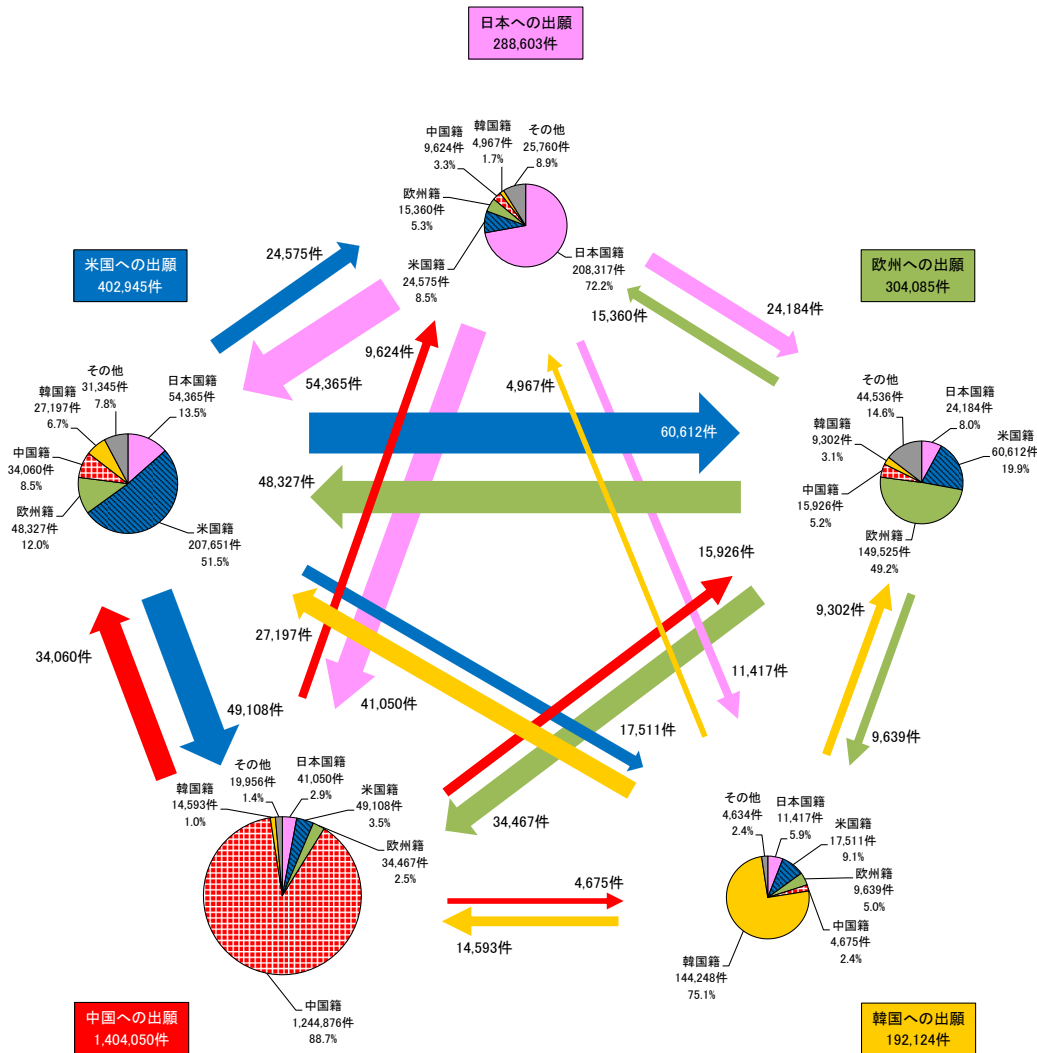 日本への出願
288,603件
中国籍
9,624件
3.3%
韓国籍
4,967件
1.7%
その他
25,760件
8.9%
欧州籍
15,360件
5.3%
米国籍
24,575件
8.5%
日本国籍
208,317件
72.2%
米国への出願
402,945件
欧州への出願
304,085件
24,575件
24,184件
15,360件
9,624件
54,365件
4,967件
60,612件
48,327件
その他
31,345件
7.8%
韓国籍
27,197件
6.7%
日本国籍
54,365件
13.5%
中国籍
34,060件
8.5%
欧州籍
48,327件
12.0%
米国籍
207,651件
51.5%
その他
44,536件
14.6%
日本国籍
24,184件
8.0%
韓国籍
9,302件
3.1%
米国籍
60,612件
19.9%
中国籍
15,926件
5.2%
欧州籍
149,525件
49.2%
15,926件
27,197件
9,302件
34,060件
11,417件
49,108件
41,050件
17,511件
9,639件
34,467件
その他
19,956件
1.4%
日本国籍
41,050件
2.9%
韓国籍
14,593件
1.0%
米国籍
49,108件
3.5%
欧州籍
34,467件
2.5%
中国籍
1,244,876件
88.7%
4,675件
14,593件
その他
4,634件
2.4%
日本国籍
11,417件
5.9%
米国籍
17,511件
9.1%
欧州籍
9,639件
5.0%
中国籍
4,675件
2.4%
韓国籍
144,248件
75.1%
中国への出願
1,404,050件
韓国への出願
192,124件